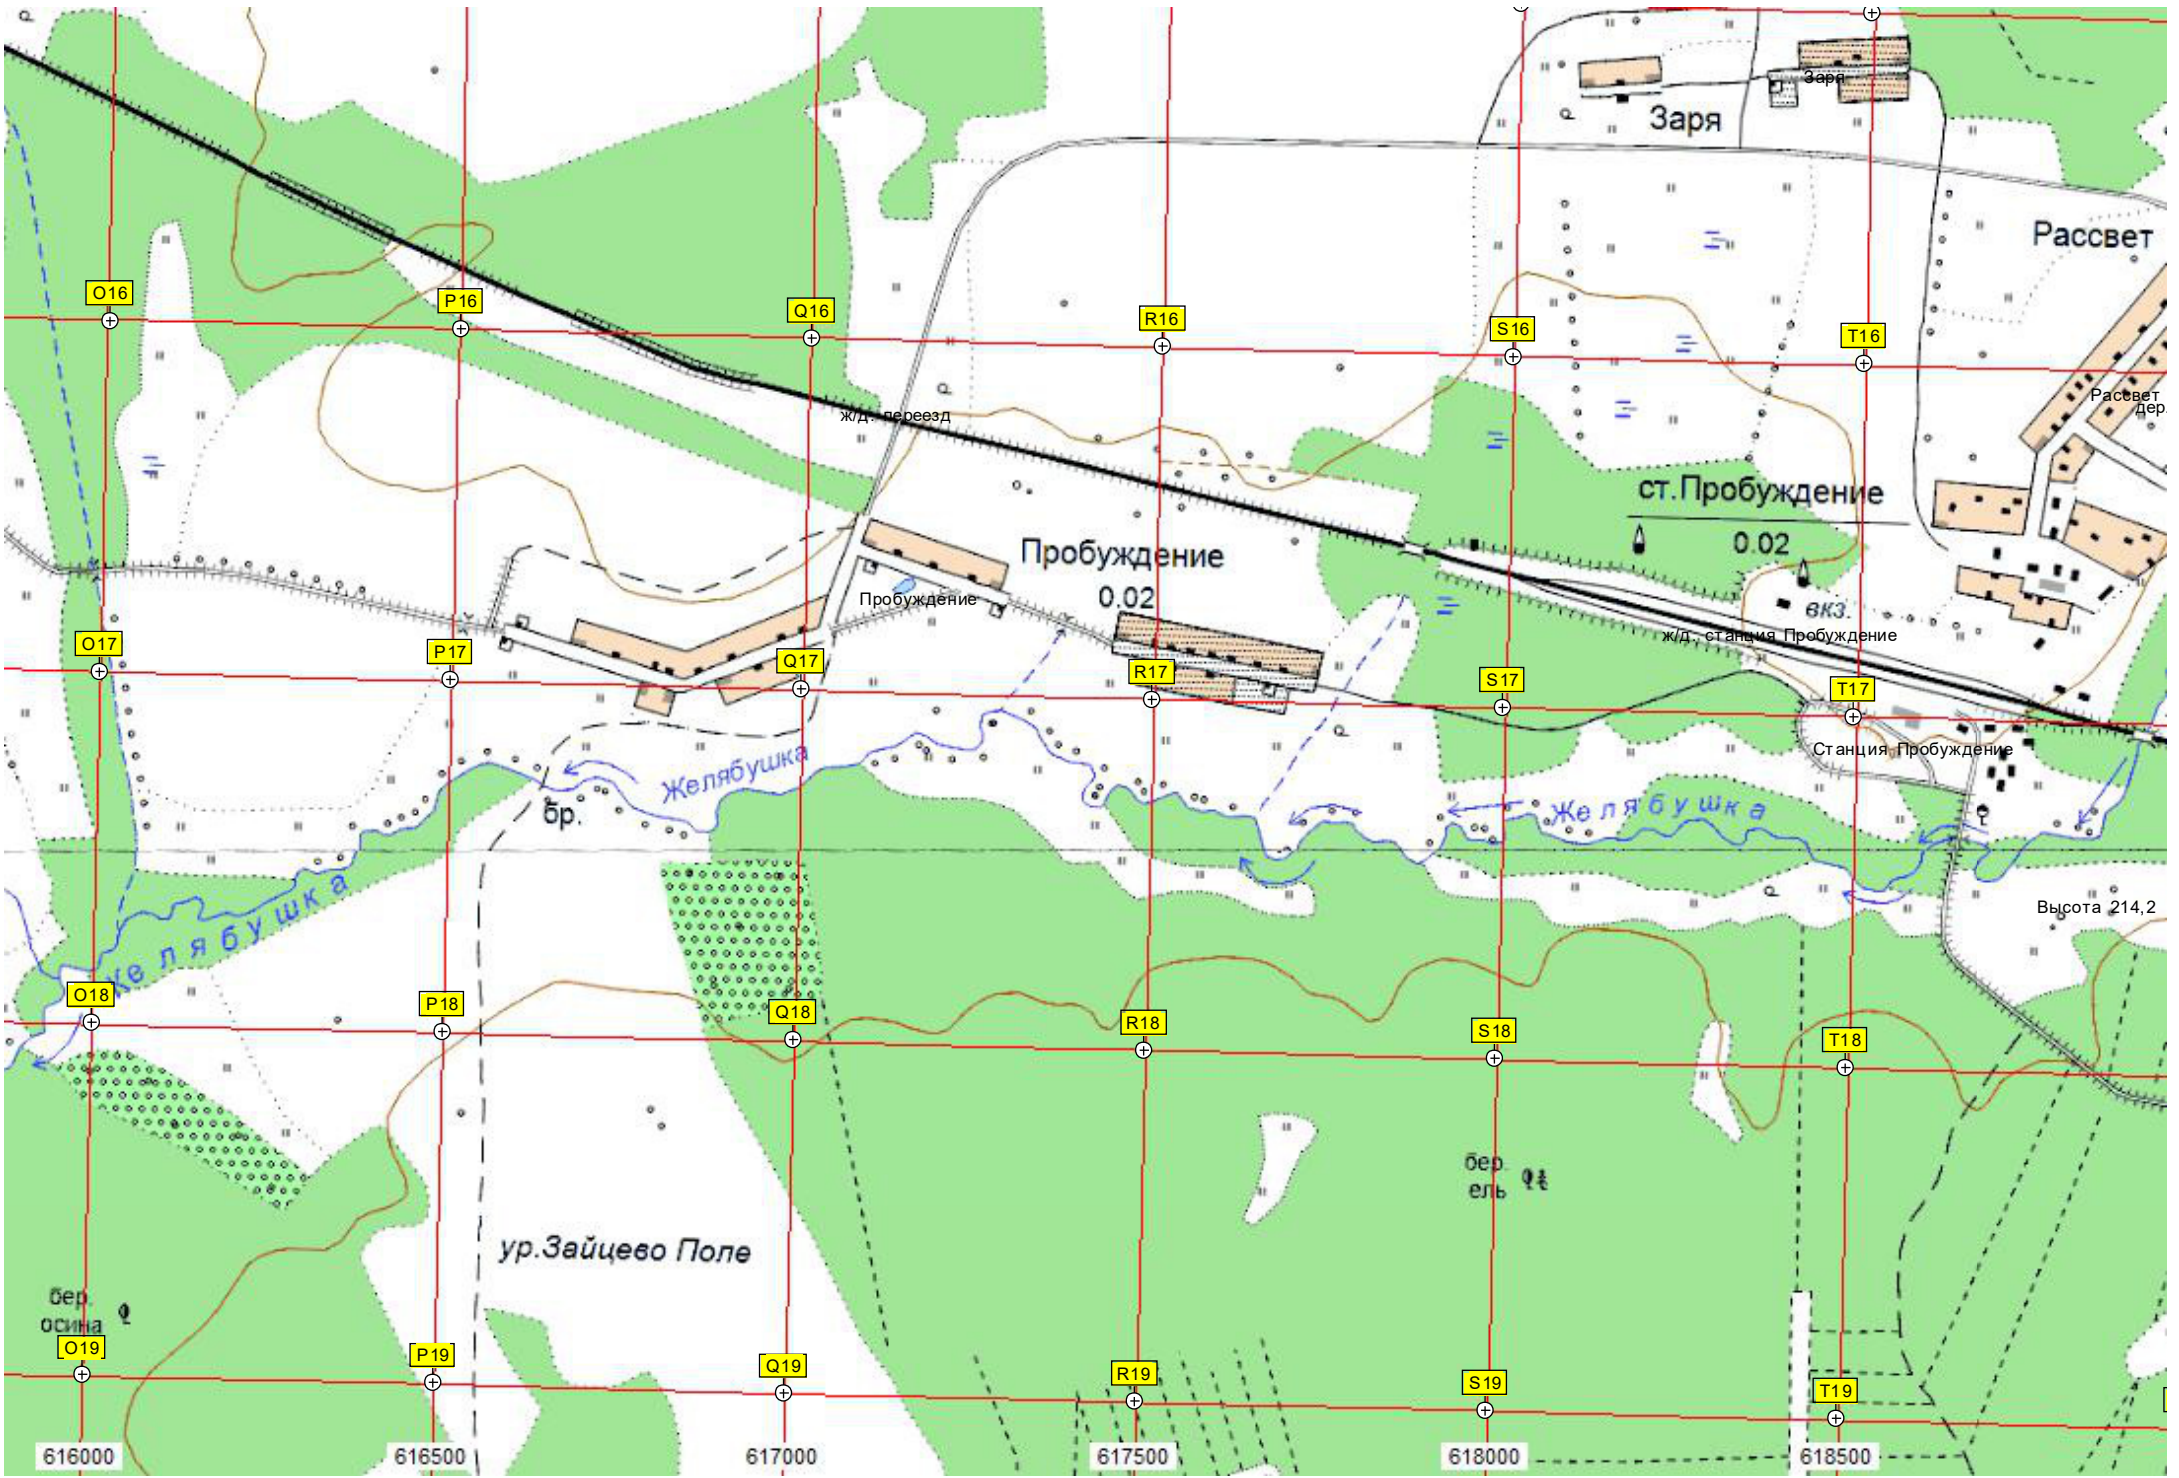 Заря
Заря
Рассвет
O16
P16
Q16
R16
S16
T16
Рассвет
дер.
ж/д. переезд
ст.Пробуждение
0.02
Пробуждение
0.02
Пробуждение
вкз.
ж/д. станция Пробуждение
O17
P17
Q17
R17
S17
T17
Станция Пробуждение
Желябушка
Желябушка
бр.
Желябушка
Высота 214,2
O18
P18
Q18
R18
S18
T18
бер.
ель
ур.Зайцево Поле
бер.
осина
O19
P19
Q19
R19
S19
T19
616000
616500
617000
617500
618000
618500